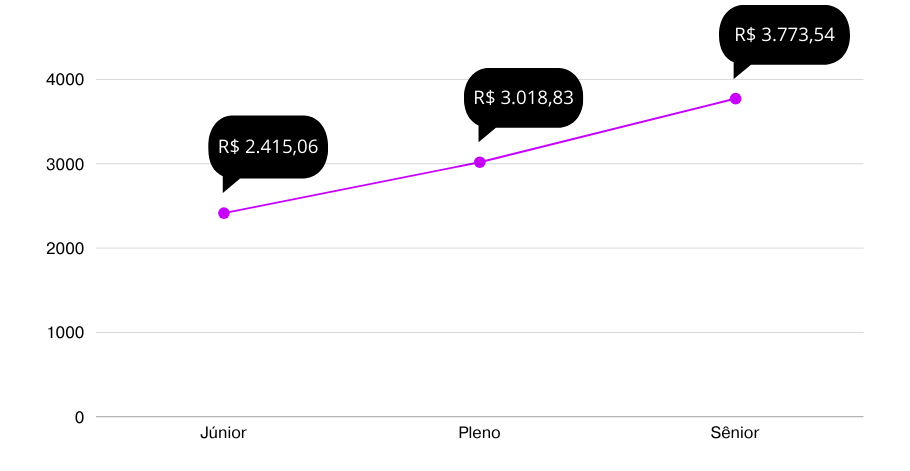 R$ 3.773,54
4000
R$ 3.018,83
R$ 2.415,06
3000
2000
1000
0
Júnior
Pleno
Sênior